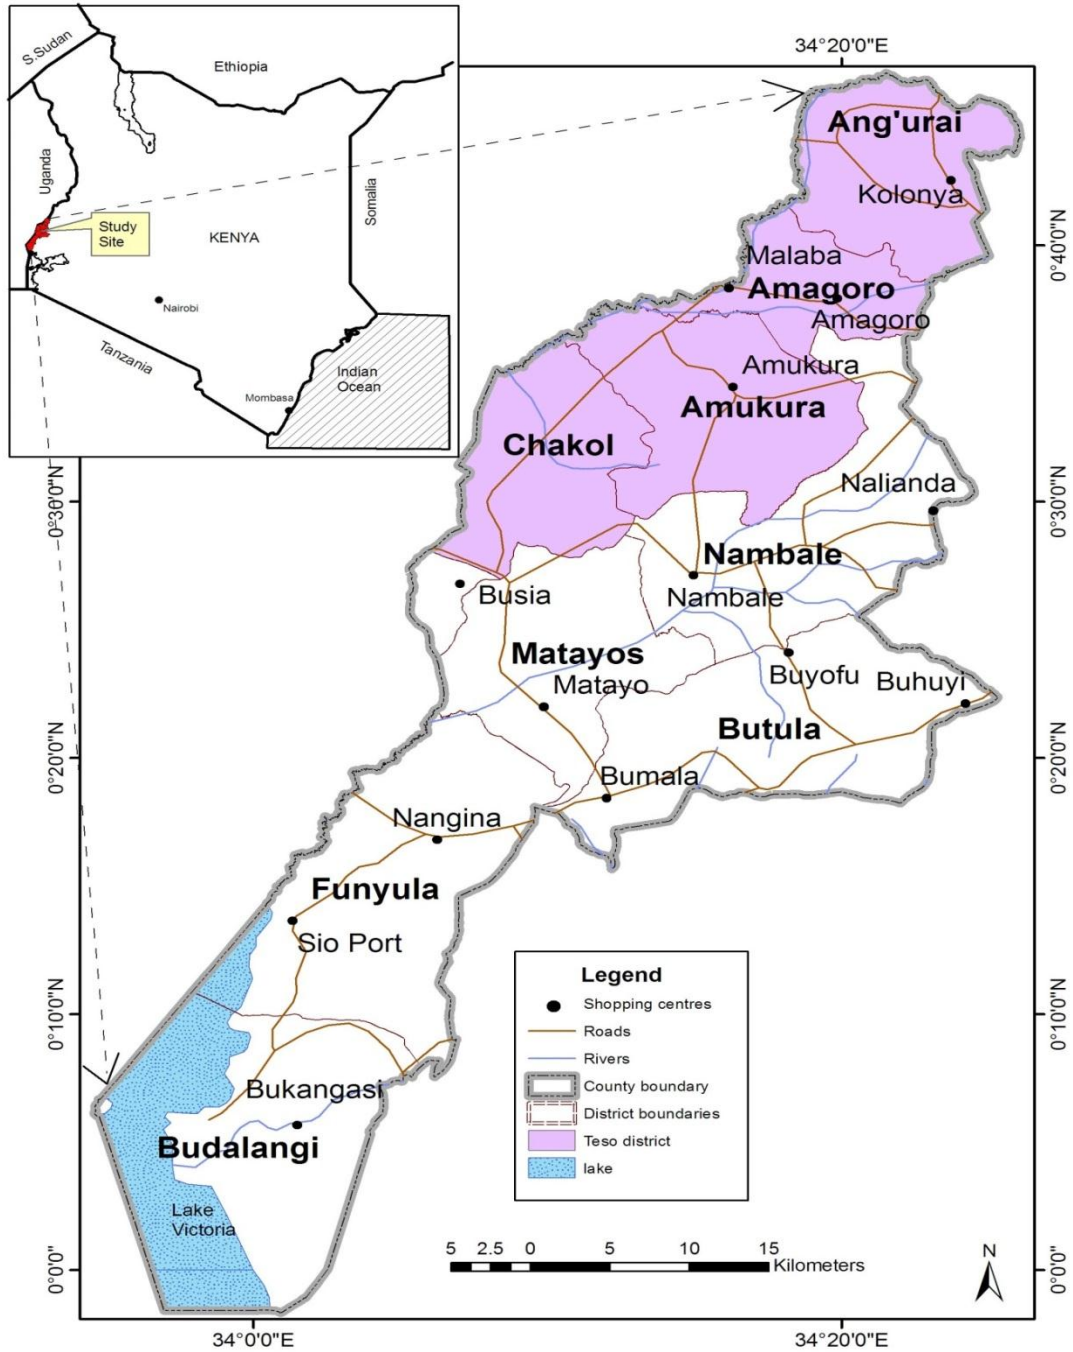 34°20'0"E
S.Sudan
Ethiopia
Uganda
Somalia
Study
Site
KENYA
Nairobi
Tanzania
Indian
Ocean
Mombasa
Ang'urai
Kolonya
0°40'0"N
Malaba
Amagoro
Amagoro
Amukura
Amukura
Chakol
Nalianda
0°30'0"N
0°30'0"N
Nambale
Busia
Nambale
Matayos
Matayo
Buyofu
Buhuyi
Butula
0°20'0"N
0°20'0"N
Bumala
Nangina
Funyula
Sio Port
0°10'0"N
0°10'0"N
Bukangasi
Budalangi
Lake
Victoria
Legend
Shopping centres
Roads
Rivers
County boundary
District boundaries
Teso district
lake
5 2.5 0 5 10 15
Kilometers
N
0°0'0"
0°0'0"
34°0'0"E
34°20'0"E